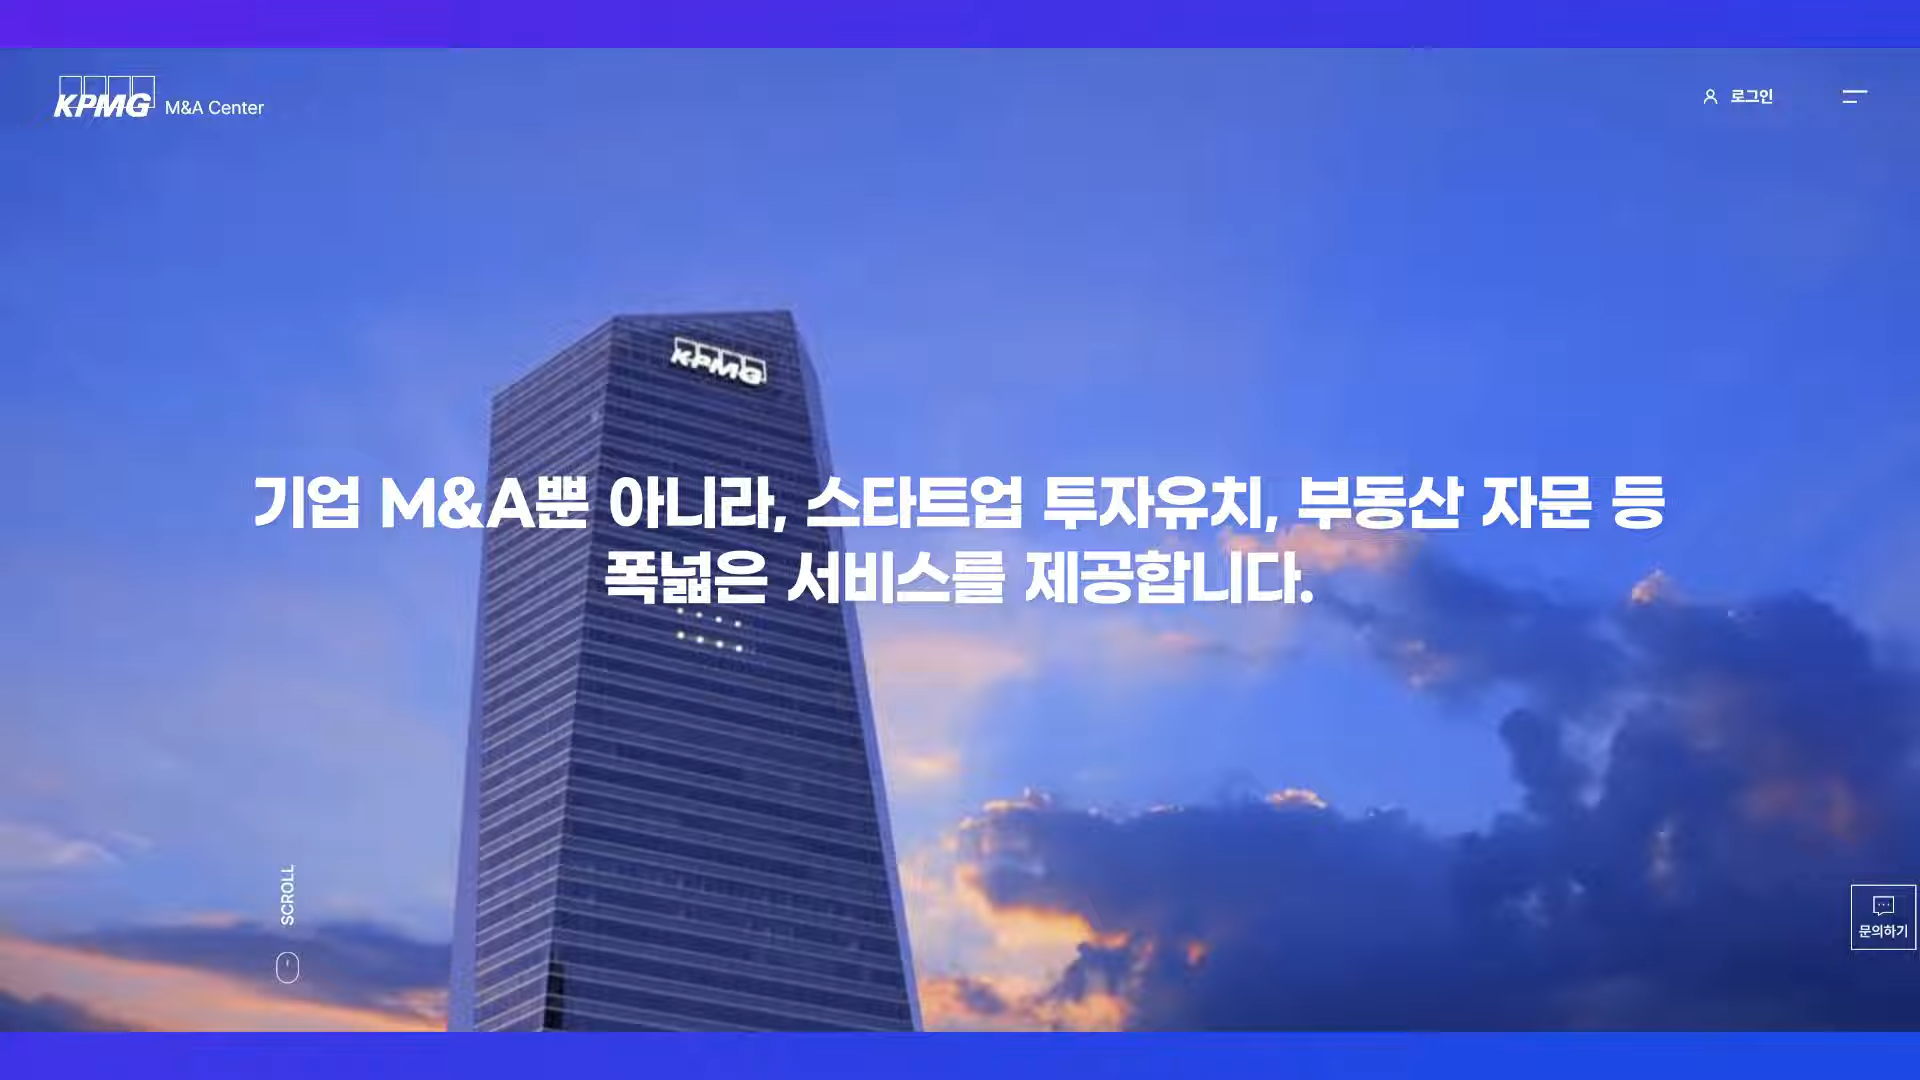 KPMG M&A Center
로그인
KPMG
기업 M&A뿐 아니라, 스타트업 투자유치, 부동산 자문 등
폭넓은 서비스를 제공합니다.
SCROLL
문의하기